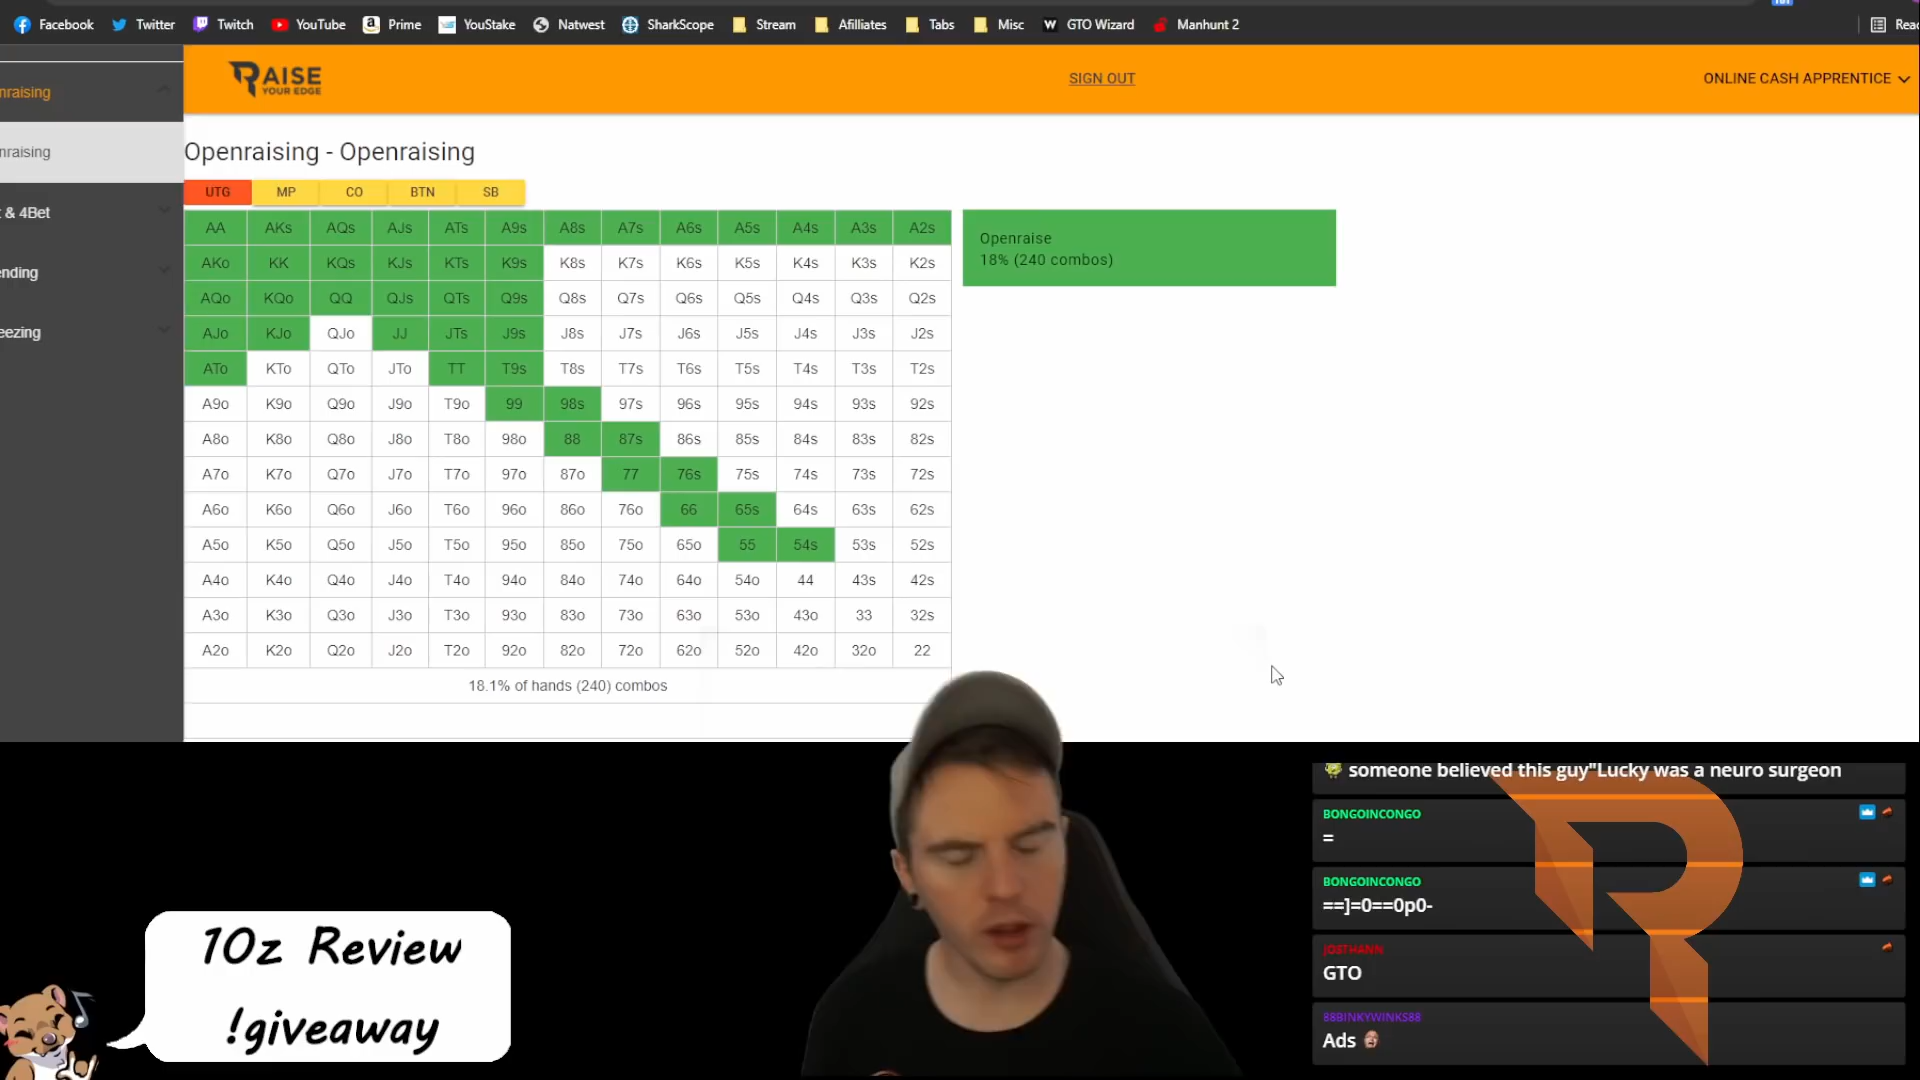 Facebook Twitter Twitch YouTube Prime YouStake Natwest SharkScope Stream Afilliates Tabs Misc GTO Wizard Manhunt 2
RAISE
YOUR EDGE
SIGN OUT
ONLINE CASH APPRENTICE
nraising
nraising
t & 4Bet
ending
eezing
Openraising - Openraising
UTG MP CO BTN SB
AA AKs AQs AJs ATs A9s A8s A7s A6s A5s A4s A3s A2s
AKo KK KQs KJs KTs K9s K8s K7s K6s K5s K4s K3s K2s
AQo KQo QQ QJs QTs Q9s Q8s Q7s Q6s Q5s Q4s Q3s Q2s
AJo KJo QJo JJ JTs J9s J8s J7s J6s J5s J4s J3s J2s
ATo KTo QTo JTo TT T9s T8s T7s T6s T5s T4s T3s T2s
A9o K9o Q9o J9o T9o 99 98s 97s 96s 95s 94s 93s 92s
A8o K8o Q8o J8o T8o 98o 88 87s 86s 85s 84s 83s 82s
A7o K7o Q7o J7o T7o 97o 87o 77 76s 75s 74s 73s 72s
A6o K6o Q6o J6o T6o 96o 86o 76o 66 65s 64s 63s 62s
A5o K5o Q5o J5o T5o 95o 85o 75o 65o 55 54s 53s 52s
A4o K4o Q4o J4o T4o 94o 84o 74o 64o 54o 44 43s 42s
A3o K3o Q3o J3o T3o 93o 83o 73o 63o 53o 43o 33 32s
A2o K2o Q2o J2o T2o 92o 82o 72o 62o 52o 42o 32o 22
18.1% of hands (240) combos
Openraise
18% (240 combos)
someone believed this guy"Lucky was a neuro surgeon
BONGOINCONGO
=
BONGOINCONGO
==]=0==0p0-
JOSTHANN
GTO
88BINKYWINKS88
Ads
10z Review
!giveaway